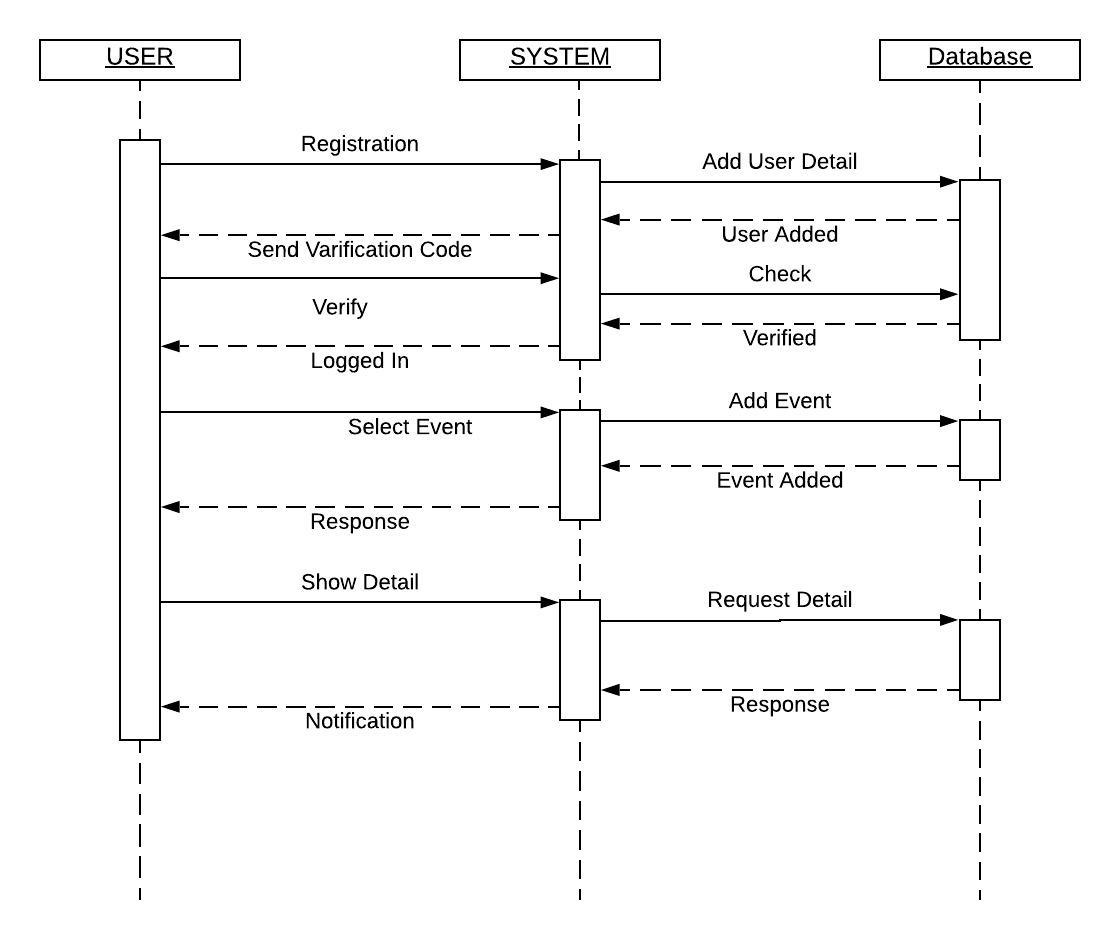 USER
SYSTEM
Database
Registration
Add User Detail
User Added
Send Varification Code
Check
Verify
Verified
Logged In
Add Event
Select Event
Event Added
Response
Show Detail
Request Detail
Response
Notification